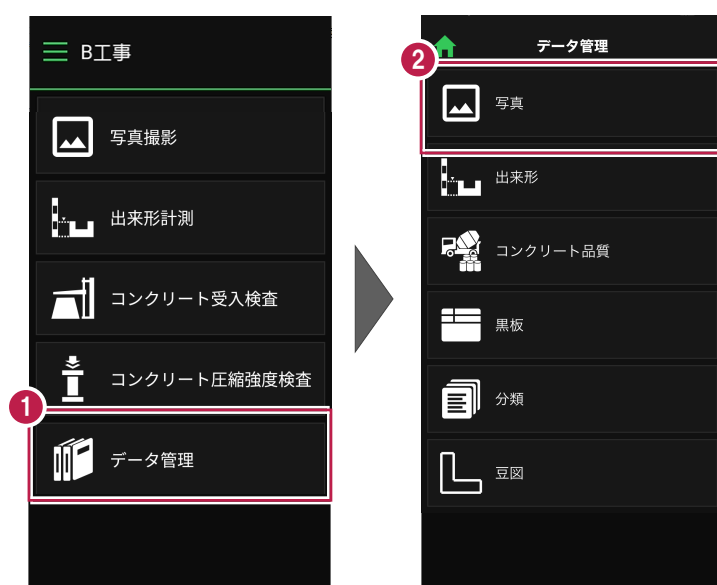 B工事
写真撮影
出来形計測
コンクリート受入検査
コンクリート圧縮強度検査
1
データ管理
2
データ管理
写真
出来形
コンクリート品質
黒板
分類
豆図